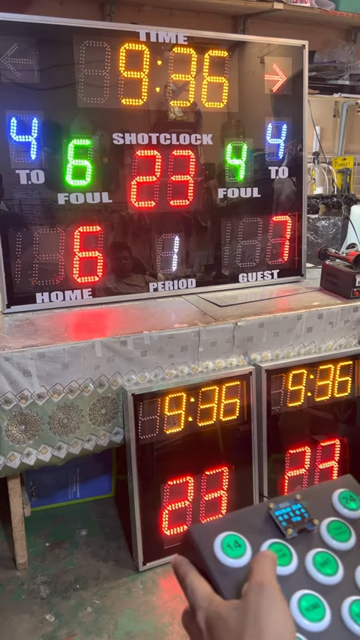 TIME
9:36
SHOTCLOCK
4 6 23 4 4
TO FOUL FOUL TO
6 1 7
HOME PERIOD GUEST
9:36 9:36
23 23
14